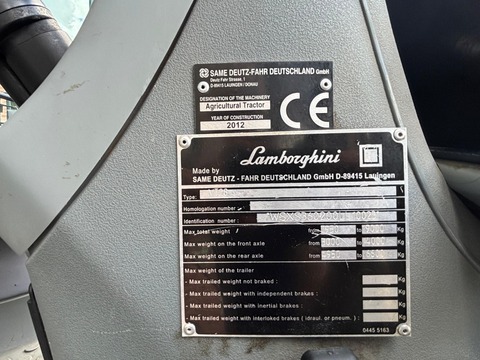 SAME DEUTZ-FAHR DEUTSCHLAND GmbH
Deutz Fahr Strasse, 1
D-89415 LAUINGEN / DONAU
DESIGNATION OF THE MACHINERY
Agricultural Tractor
YEAR OF CONSTRUCTION
2012
CE
Lamborghini
Made by
SAME DEUTZ - FAHR DEUTSCHLAND GmbH D-89415 Lauingen
Type:
Homologation number :
Identification number :
Max total weight from to Kg
Max weight on the front axle from to Kg
Max weight on the rear axle from to Kg
Max weight of the trailer
- Max trailed weight not braked : Kg
- Max trailed weight with independent brakes : Kg
- Max trailed weight with inertial brakes : Kg
- Max trailed weight with interloked brakes ( idraul. or pneum. ) : Kg
0445 5163